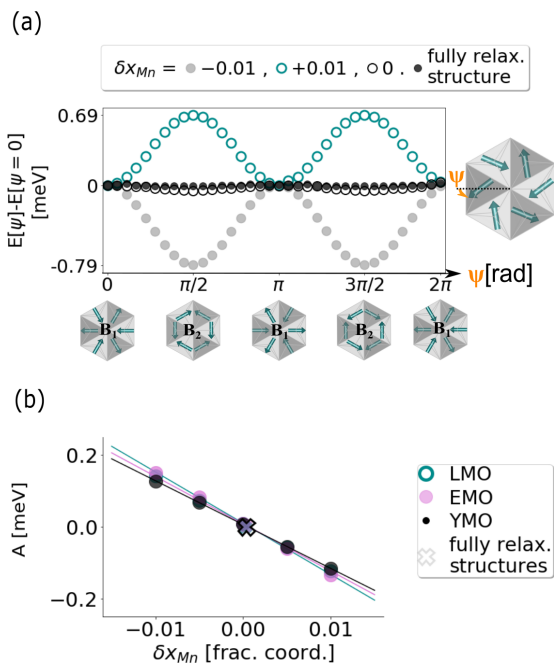 (a)
δx_Mn = −0.01 , +0.01 , 0 . fully relax.
structure
E[ψ]-E[ψ=0]
[meV]
0.69
0
-0.79
0 π/2 π 3π/2 2π
ψ[rad]
ψ
B₁ B₂ B₁ B₂ B₁
(b)
A [meV]
0.2
0.0
−0.2
−0.01 0.00 0.01
δx_Mn [frac. coord.]
LMO
EMO
YMO
fully relax.
structures